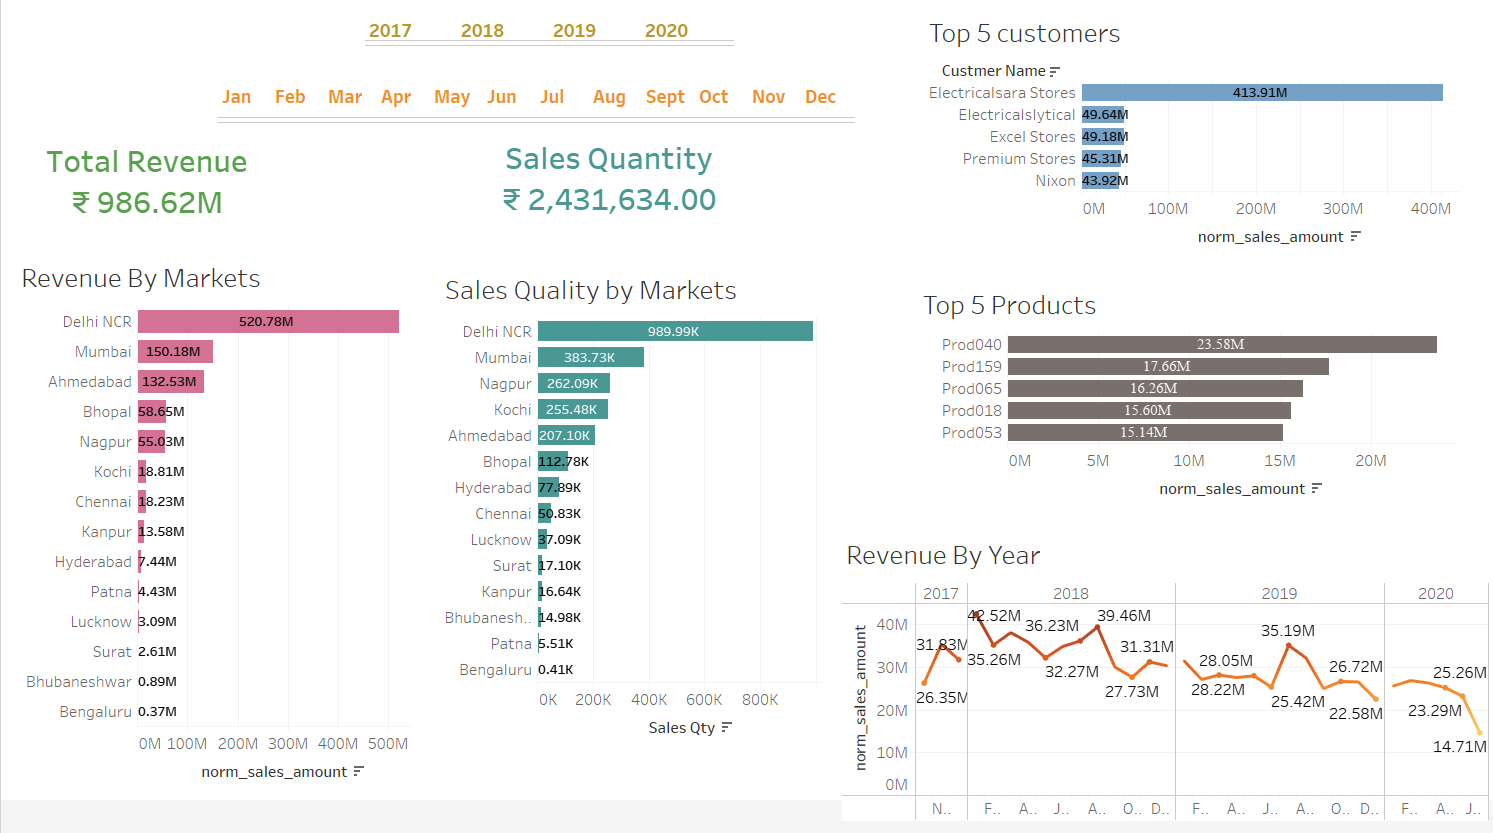 2017 2018 2019 2020
Jan Feb Mar Apr May Jun Jul Aug Sept Oct Nov Dec
Total Revenue
₹ 986.62M
Sales Quantity
₹ 2,431,634.00
Top 5 customers
Custmer Name
Electricalsara Stores 413.91M
Electricalslytical 49.64M
Excel Stores 49.18M
Premium Stores 45.31M
Nixon 43.92M
0M 100M 200M 300M 400M
norm_sales_amount
Revenue By Markets
Delhi NCR 520.78M
Mumbai 150.18M
Ahmedabad 132.53M
Bhopal 58.65M
Nagpur 55.03M
Kochi 18.81M
Chennai 18.23M
Kanpur 13.58M
Hyderabad 7.44M
Patna 4.43M
Lucknow 3.09M
Surat 2.61M
Bhubaneshwar 0.89M
Bengaluru 0.37M
0M 100M 200M 300M 400M 500M
norm_sales_amount
Sales Quality by Markets
Delhi NCR 989.99K
Mumbai 383.73K
Nagpur 262.09K
Kochi 255.48K
Ahmedabad 207.10K
Bhopal 112.78K
Hyderabad 77.89K
Chennai 50.83K
Lucknow 37.09K
Surat 17.10K
Kanpur 16.64K
Bhubanesh.. 14.98K
Patna 5.51K
Bengaluru 0.41K
0K 200K 400K 600K 800K
Sales Qty
Top 5 Products
Prod040 23.58M
Prod159 17.66M
Prod065 16.26M
Prod018 15.60M
Prod053 15.14M
0M 5M 10M 15M 20M
norm_sales_amount
Revenue By Year
2017 2018 2019 2020
norm_sales_amount
40M
30M
20M
10M
0M
31.83M
26.35M
42.52M
35.26M
36.23M
32.27M
39.46M
27.73M
31.31M
28.05M
28.22M
35.19M
25.42M
26.72M
22.58M
25.26M
23.29M
14.71M
N.. F.. A.. J.. A.. O.. D.. F.. A.. J.. A.. O.. D.. F.. A.. J..